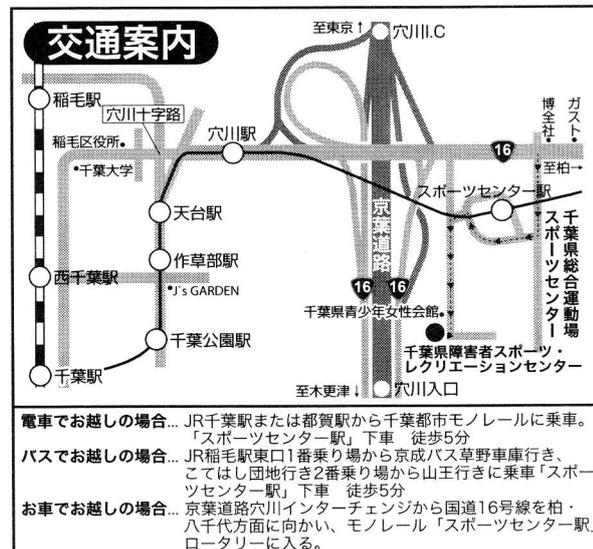 交通案内
至東京↑
穴川I.C
稲毛駅
穴川十字路
稲毛区役所
千葉大学
穴川駅
16
博全社
ガスト
至柏→
スポーツセンター駅
天台駅
京葉道路
千葉県総合運動場
スポーツセンター
作草部駅
西千葉駅
J's GARDEN
16
16
千葉県青少年女性会館
千葉公園駅
千葉県障害者スポーツ・
レクリエーションセンター
千葉駅
至木更津↓
穴川入口
電車でお越しの場合… JR千葉駅または都賀駅から千葉都市モノレールに乗車。
「スポーツセンター駅」下車 徒歩5分
バスでお越しの場合… JR稲毛駅東口1番乗り場から京成バス草野車庫行き、
こてはし団地行き2番乗り場から山王行きに乗車「スポー
ツセンター駅」下車 徒歩5分
お車でお越しの場合… 京葉道路穴川インターチェンジから国道16号線を柏・
八千代方面に向かい、モノレール「スポーツセンター駅」
ロータリーに入る。